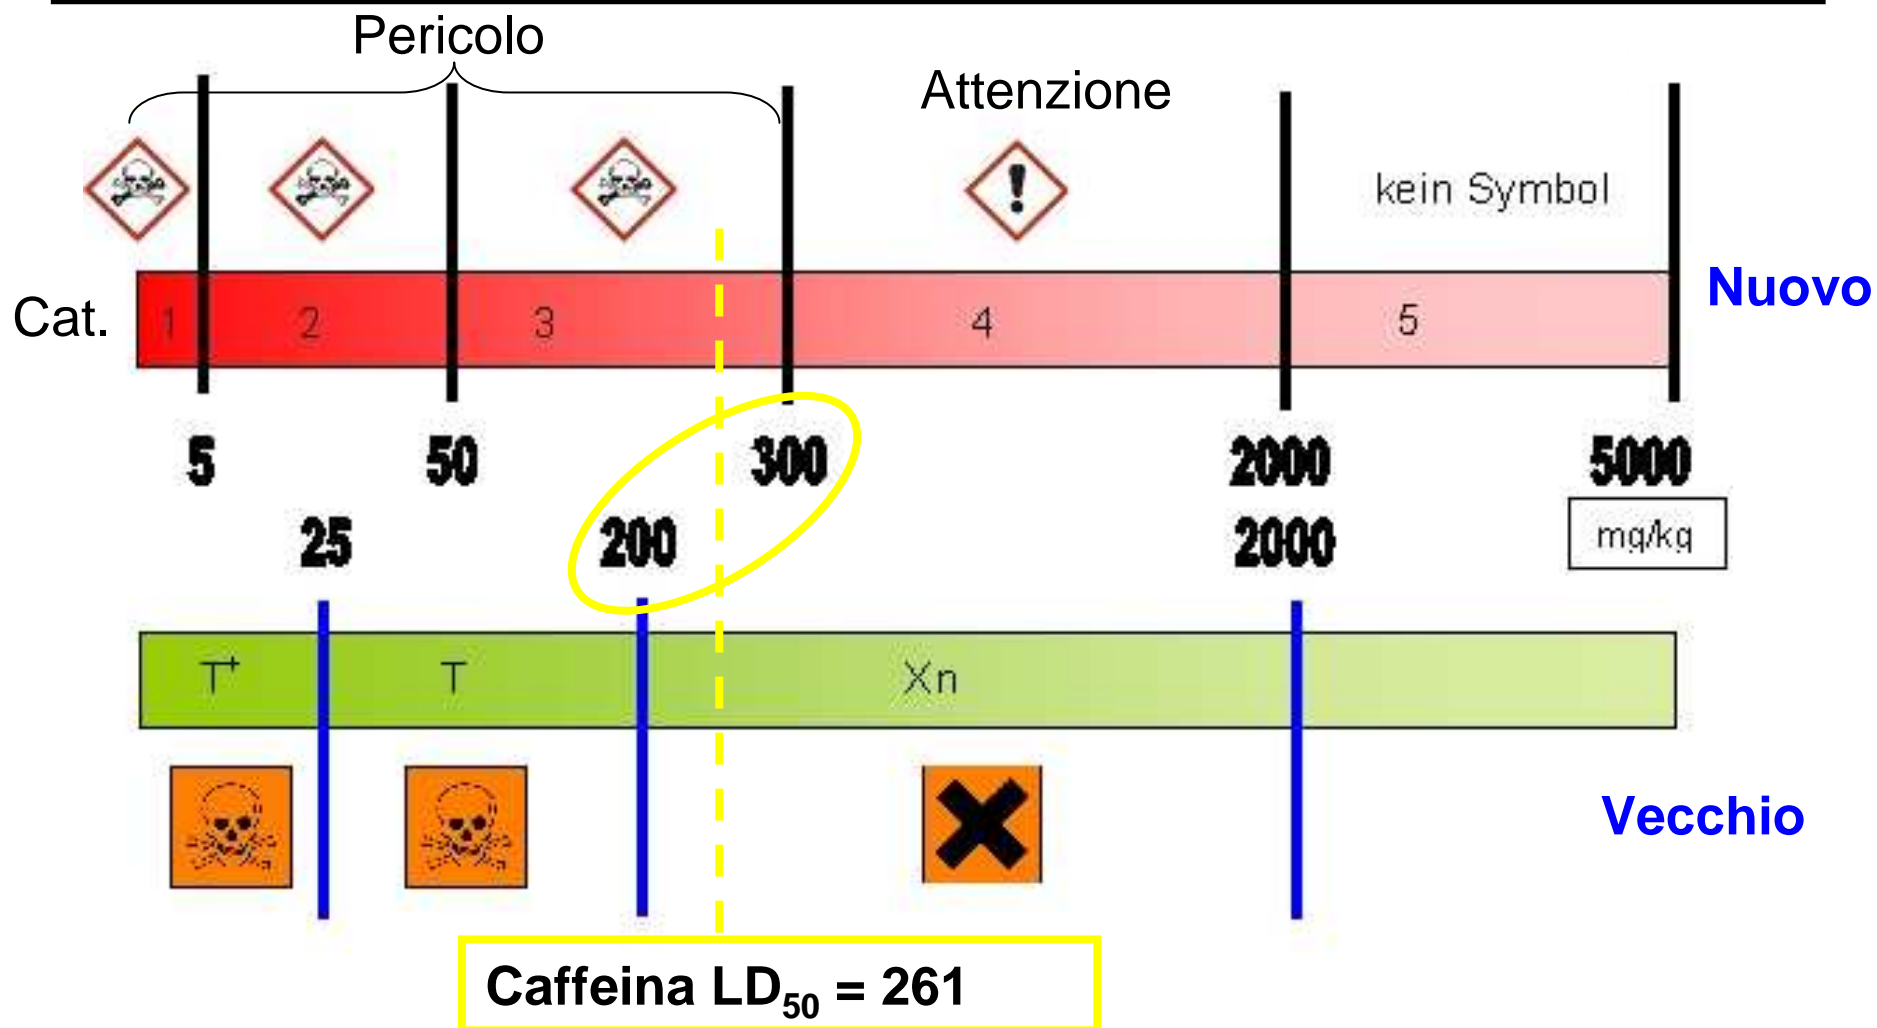 Pericolo
Attenzione
kein Symbol
Nuovo
Cat. 1 2 3 4 5
5 50 300 2000 5000
25 200 2000 mg/kg
T+ T Xn
Vecchio
Caffeina LD50 = 261